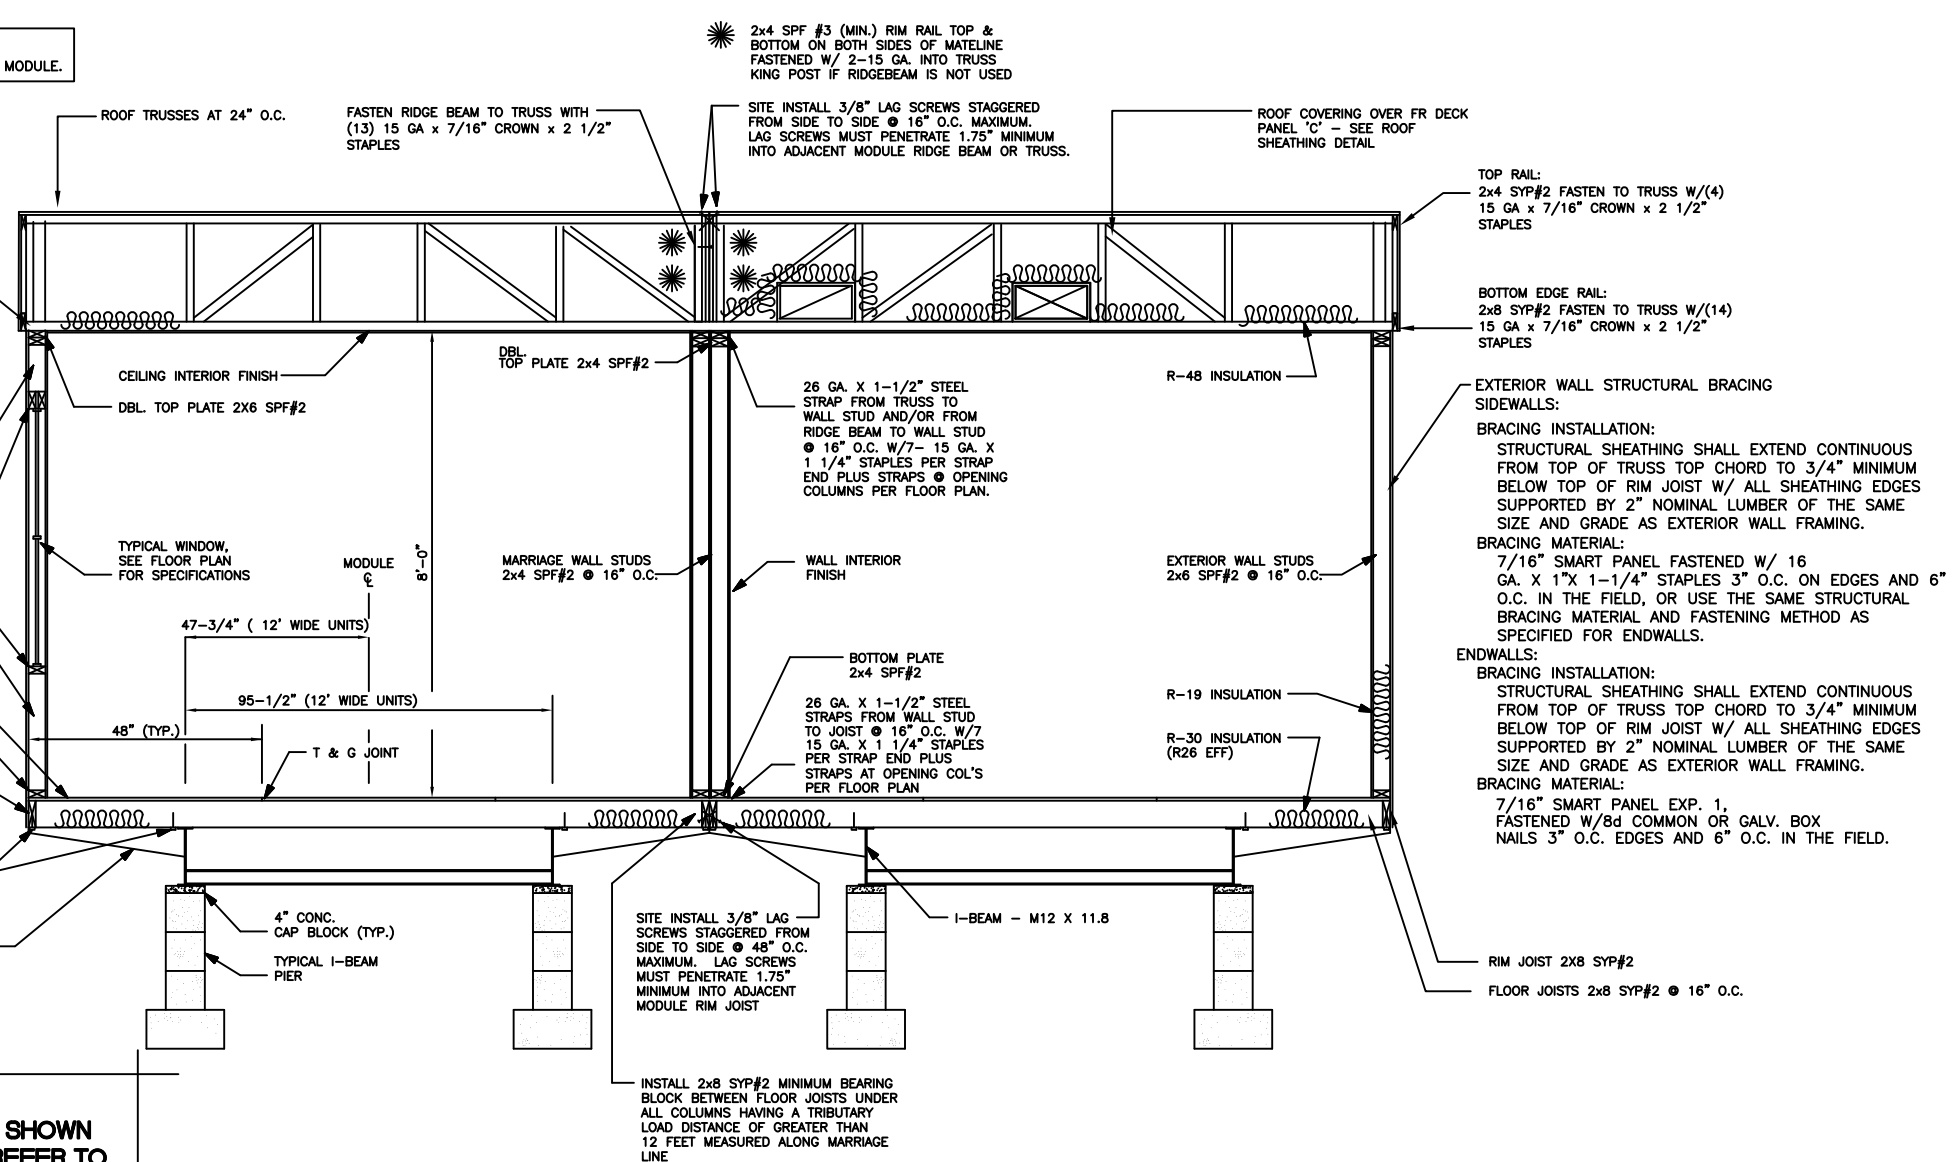 MODULE.
2x4 SPF #3 (MIN.) RIM RAIL TOP &
BOTTOM ON BOTH SIDES OF MATELINE
FASTENED W/ 2-15 GA. INTO TRUSS
KING POST IF RIDGEBEAM IS NOT USED
ROOF TRUSSES AT 24" O.C.
FASTEN RIDGE BEAM TO TRUSS WITH
(13) 15 GA x 7/16" CROWN x 2 1/2"
STAPLES
SITE INSTALL 3/8" LAG SCREWS STAGGERED
FROM SIDE TO SIDE @ 16" O.C. MAXIMUM.
LAG SCREWS MUST PENETRATE 1.75" MINIMUM
INTO ADJACENT MODULE RIDGE BEAM OR TRUSS.
ROOF COVERING OVER FR DECK
PANEL 'C' - SEE ROOF
SHEATHING DETAIL
TOP RAIL:
2x4 SYP#2 FASTEN TO TRUSS W/(4)
15 GA x 7/16" CROWN x 2 1/2"
STAPLES
BOTTOM EDGE RAIL:
2x8 SYP#2 FASTEN TO TRUSS W/(14)
15 GA x 7/16" CROWN x 2 1/2"
STAPLES
CEILING INTERIOR FINISH
DBL. TOP PLATE 2X6 SPF#2
DBL.
TOP PLATE 2x4 SPF#2
26 GA. X 1-1/2" STEEL
STRAP FROM TRUSS TO
WALL STUD AND/OR FROM
RIDGE BEAM TO WALL STUD
@ 16" O.C. W/7- 15 GA. X
1 1/4" STAPLES PER STRAP
END PLUS STRAPS @ OPENING
COLUMNS PER FLOOR PLAN.
R-48 INSULATION
EXTERIOR WALL STRUCTURAL BRACING
SIDEWALLS:
BRACING INSTALLATION:
STRUCTURAL SHEATHING SHALL EXTEND CONTINUOUS
FROM TOP OF TRUSS TOP CHORD TO 3/4" MINIMUM
BELOW TOP OF RIM JOIST W/ ALL SHEATHING EDGES
SUPPORTED BY 2" NOMINAL LUMBER OF THE SAME
SIZE AND GRADE AS EXTERIOR WALL FRAMING.
BRACING MATERIAL:
7/16" SMART PANEL FASTENED W/ 16
GA. X 1"X 1-1/4" STAPLES 3" O.C. ON EDGES AND 6"
O.C. IN THE FIELD, OR USE THE SAME STRUCTURAL
BRACING MATERIAL AND FASTENING METHOD AS
SPECIFIED FOR ENDWALLS.
ENDWALLS:
BRACING INSTALLATION:
STRUCTURAL SHEATHING SHALL EXTEND CONTINUOUS
FROM TOP OF TRUSS TOP CHORD TO 3/4" MINIMUM
BELOW TOP OF RIM JOIST W/ ALL SHEATHING EDGES
SUPPORTED BY 2" NOMINAL LUMBER OF THE SAME
SIZE AND GRADE AS EXTERIOR WALL FRAMING.
BRACING MATERIAL:
7/16" SMART PANEL EXP. 1,
FASTENED W/8d COMMON OR GALV. BOX
NAILS 3" O.C. EDGES AND 6" O.C. IN THE FIELD.
TYPICAL WINDOW,
SEE FLOOR PLAN
FOR SPECIFICATIONS
MODULE
℄
8'-0"
MARRIAGE WALL STUDS
2x4 SPF#2 @ 16" O.C.
WALL INTERIOR
FINISH
EXTERIOR WALL STUDS
2x6 SPF#2 @ 16" O.C.
47-3/4" ( 12' WIDE UNITS)
95-1/2" (12' WIDE UNITS)
48" (TYP.)
T & G JOINT
BOTTOM PLATE
2x4 SPF#2
26 GA. X 1-1/2" STEEL
STRAPS FROM WALL STUD
TO JOIST @ 16" O.C. W/7
15 GA. X 1 1/4" STAPLES
PER STRAP END PLUS
STRAPS AT OPENING COL'S
PER FLOOR PLAN
R-19 INSULATION
R-30 INSULATION
(R26 EFF)
4" CONC.
CAP BLOCK (TYP.)
TYPICAL I-BEAM
PIER
SITE INSTALL 3/8" LAG
SCREWS STAGGERED FROM
SIDE TO SIDE @ 48" O.C.
MAXIMUM. LAG SCREWS
MUST PENETRATE 1.75"
MINIMUM INTO ADJACENT
MODULE RIM JOIST
I-BEAM - M12 X 11.8
RIM JOIST 2X8 SYP#2
FLOOR JOISTS 2x8 SYP#2 @ 16" O.C.
INSTALL 2x8 SYP#2 MINIMUM BEARING
BLOCK BETWEEN FLOOR JOISTS UNDER
ALL COLUMNS HAVING A TRIBUTARY
LOAD DISTANCE OF GREATER THAN
12 FEET MEASURED ALONG MARRIAGE
LINE
SHOWN
REFER TO